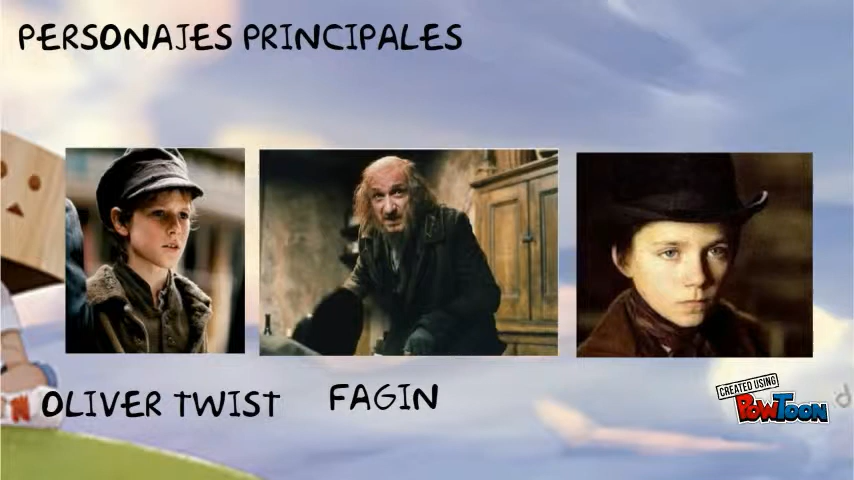 PERSONAJES PRINCIPALES
OLIVER TWIST
FAGIN
CREATED USING
POWTOON